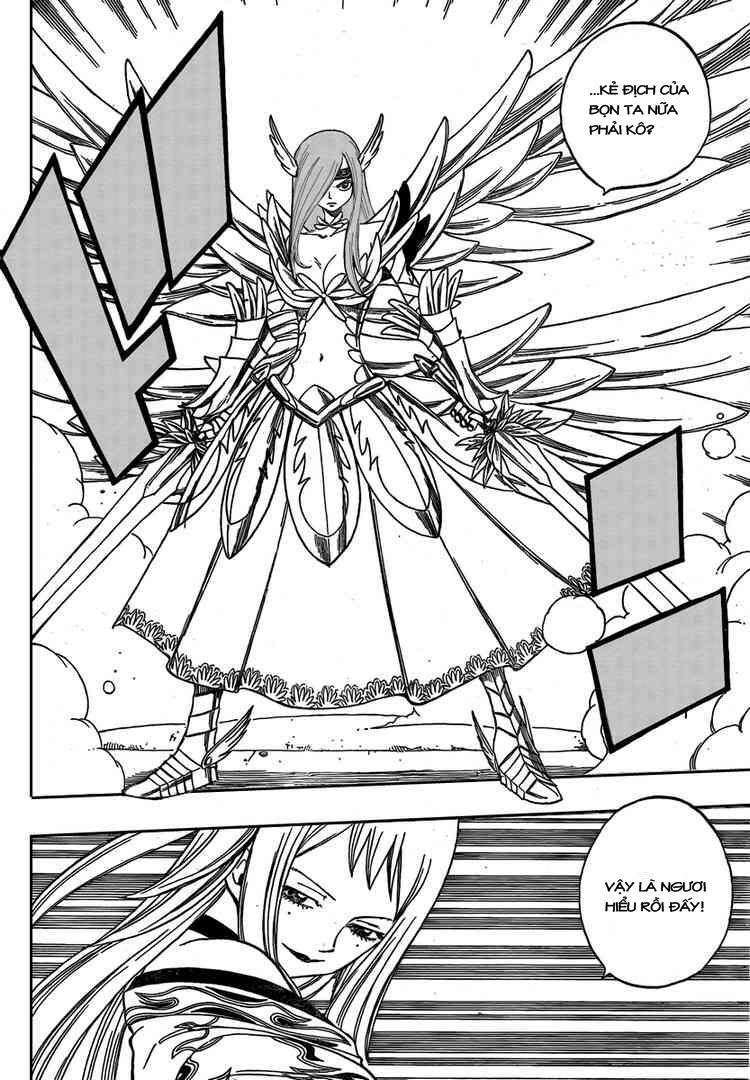 ...KẺ ĐỊCH CỦA
BỌN TA NỮA
PHẢI KÔ?
VẬY LÀ NGƯƠI
HIỂU RỒI ĐẤY!